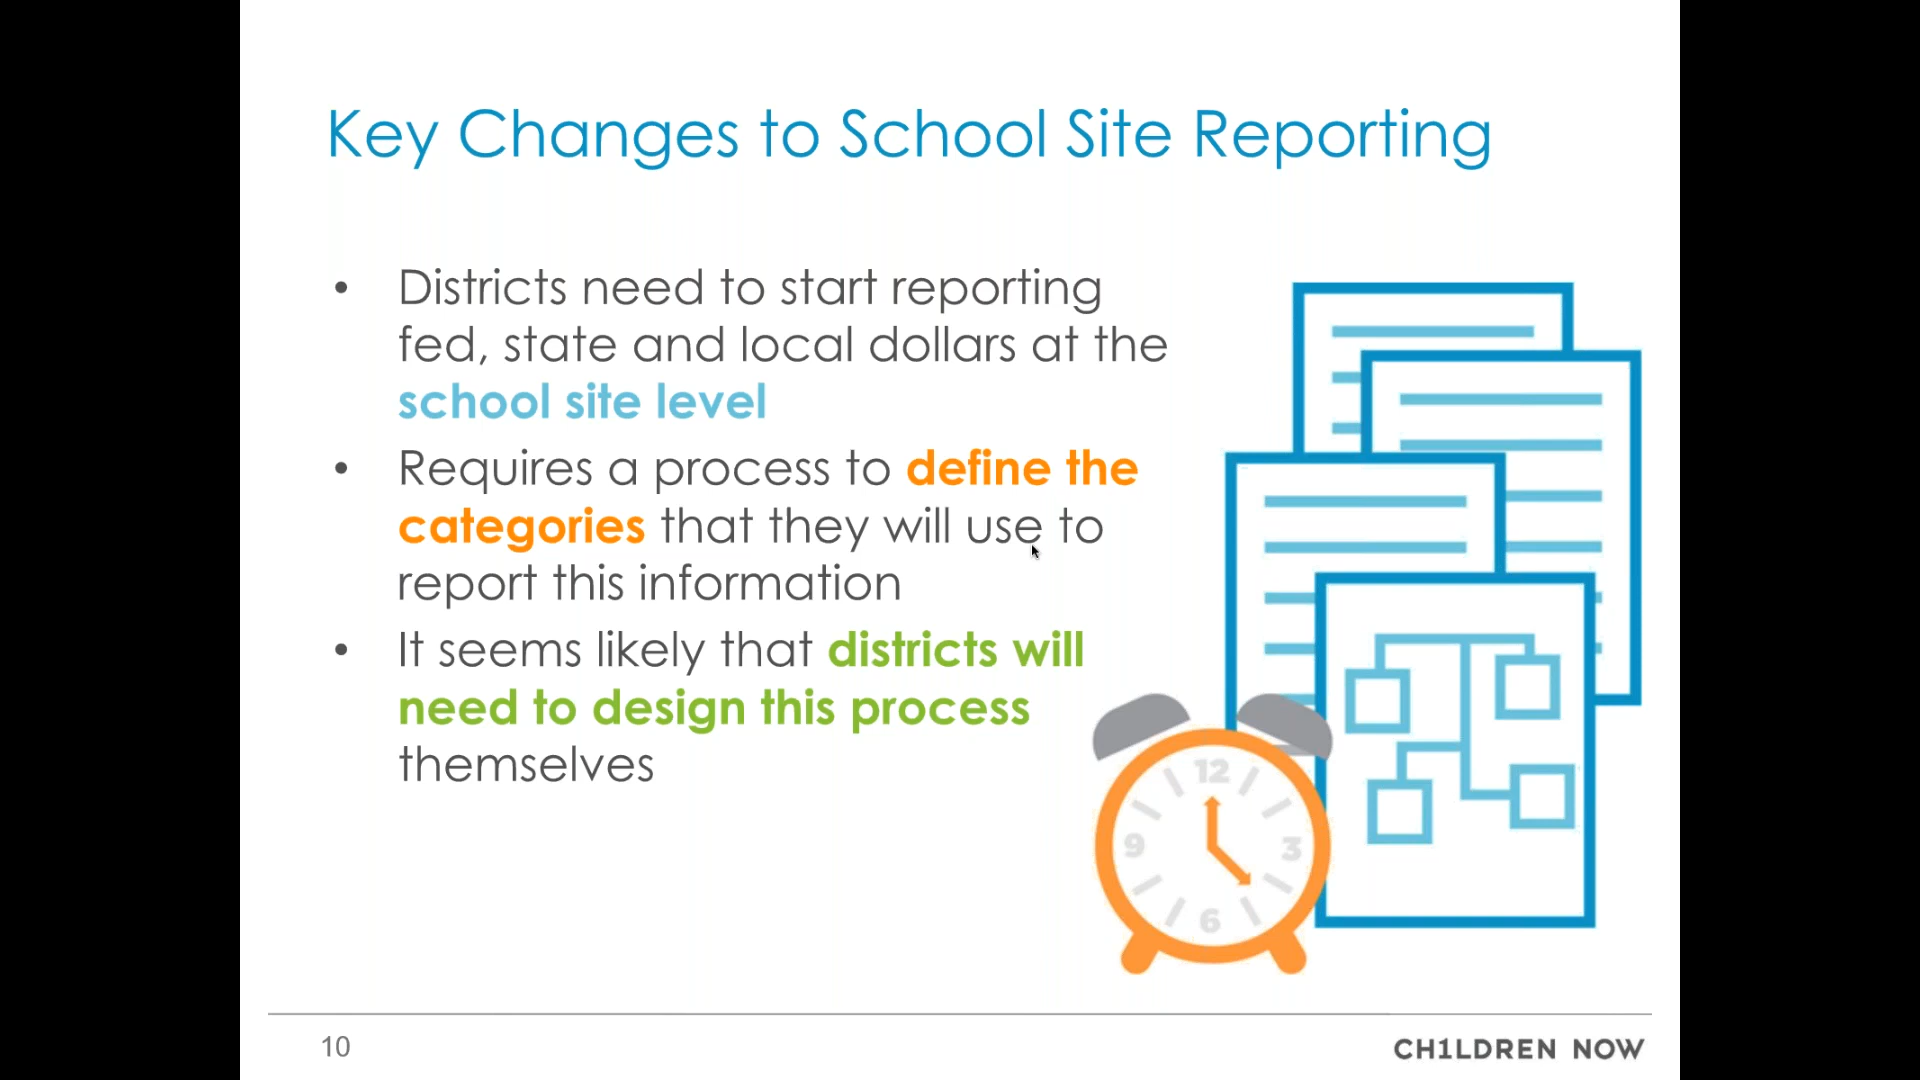 Key Changes to School Site Reporting
• Districts need to start reporting
fed, state and local dollars at the
school site level
• Requires a process to define the
categories that they will use to
report this information
• It seems likely that districts will
need to design this process
themselves
12
9
3
6
10
CH1LDREN NOW